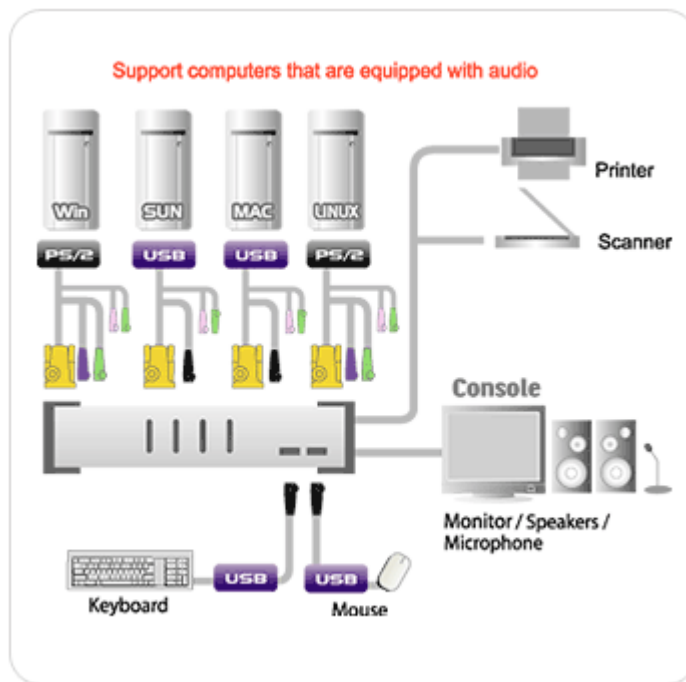 Support computers that are equipped with audio
Win SUN MAC LINUX
PS/2 USB USB PS/2
Printer
Scanner
Console
Monitor / Speakers /
Microphone
USB USB
Keyboard
Mouse